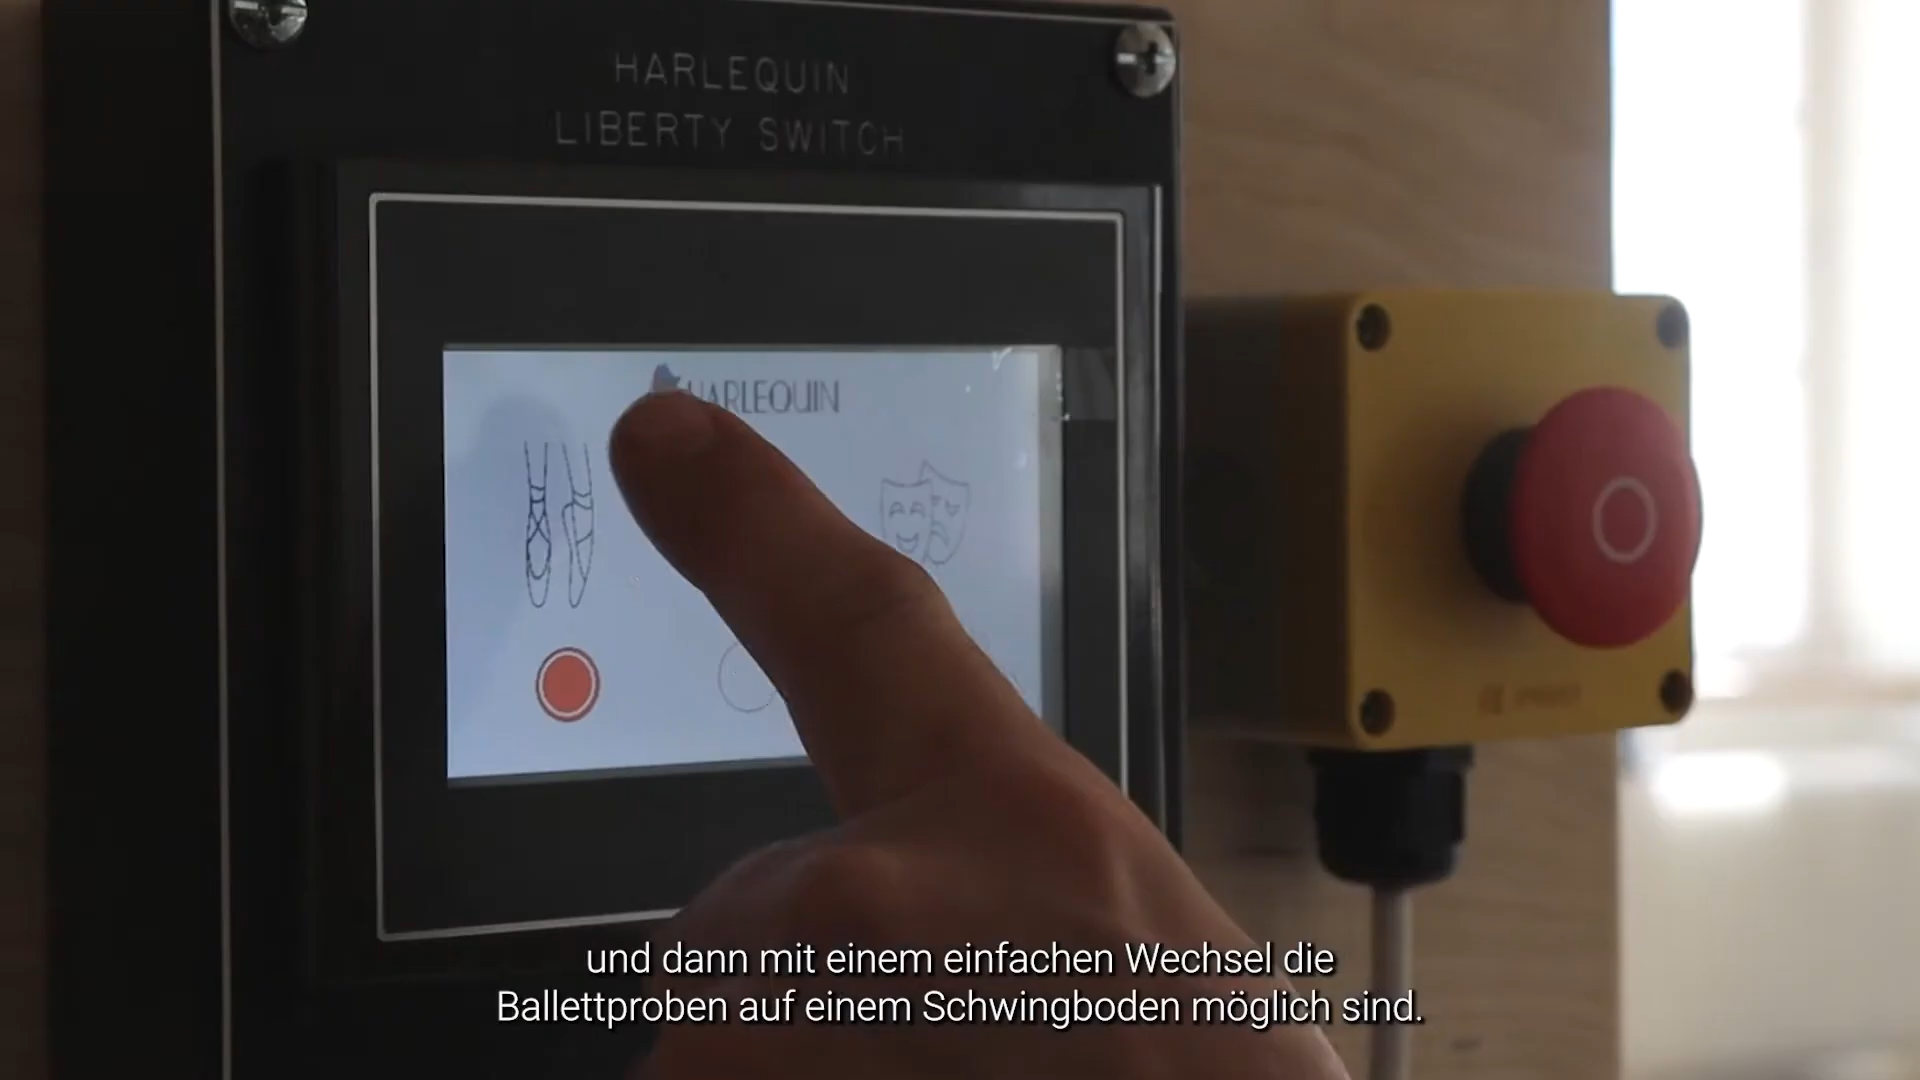 HARLEQUIN
LIBERTY SWITCH
HARLEQUIN
und dann mit einem einfachen Wechsel die
Ballettproben auf einem Schwingboden möglich sind.